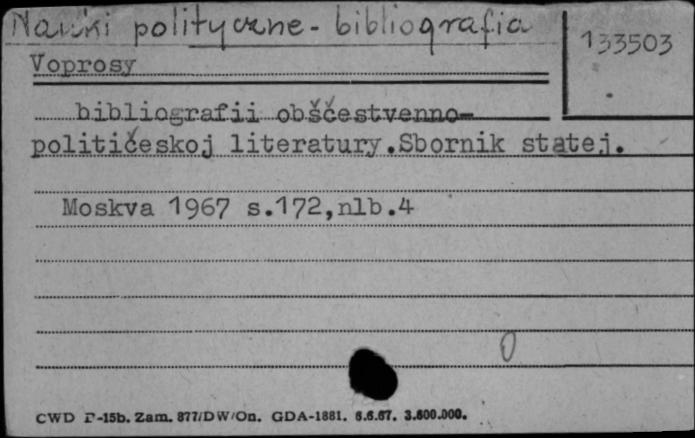 Nauki polityczne - bibliografia
133503
Voprosy
bibliografii obščestvenno-
političeskoj literatury.Sbornik statej.
Moskva 1967 s.172,nlb.4
0
CWD P-15b. Zam. 877/DW/On. GDA-1881. 6.6.67. 3.600.000.